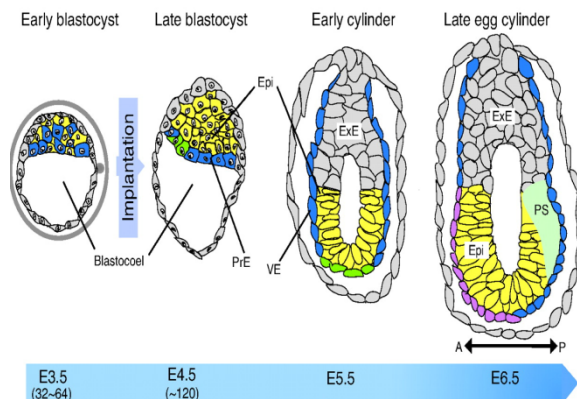 Early blastocyst
Late blastocyst
Early cylinder
Late egg cylinder
Epi
ExE
ExE
Implantation
PS
Epi
Blastocoel
PrE
VE
A
P
E3.5
(32~64)
E4.5
(~120)
E5.5
E6.5